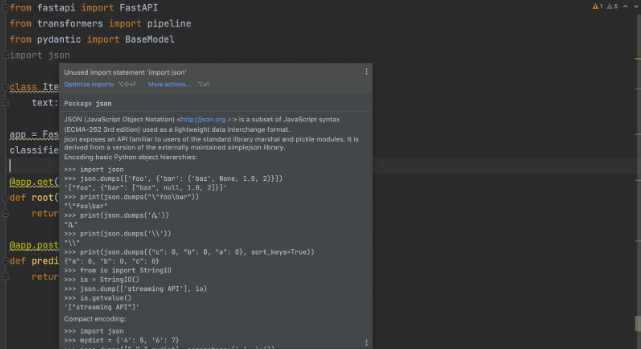 from fastapi import FastAPI
from transformers import pipeline
from pydantic import BaseModel
import json
class Ite
text:
app = Fas
classifie
@app.get(
def root(
retur
@app.post
def predi
retur
1 5
Unused import statement 'import json'
Optimize imports More actions...
Package json
JSON (JavaScript Object Notation) <http://json.org > > is a subset of JavaScript syntax
(ECMA-262 3rd edition) used as a lightweight data interchange format.
json exposes an API familiar to users of the standard library marshal and pickle modules. It is
derived from a version of the externally maintained simplejson library.
Encoding basic Python object hierarchies:
>>> import json
>>> json.dumps(['foo', {'bar': ('baz', None, 1.0, 2)}])
'["foo", {"bar": ["baz", null, 1.0, 2]}]'
>>> print(json.dumps("\"foo\bar"))
"\"foo\bar"
>>> print(json.dumps('\\'))
"\\"
>>> print(json.dumps({"c": 0, "b": 0, "a": 0}, sort_keys=True))
{"a": 0, "b": 0, "c": 0}
>>> from io import StringIO
>>> io = StringIO()
>>> json.dump(['streaming API'], io)
>>> io.getvalue()
'["streaming API"]'
Compact encoding:
>>> import json
>>> mydict = {'4': 5, '6': 7}